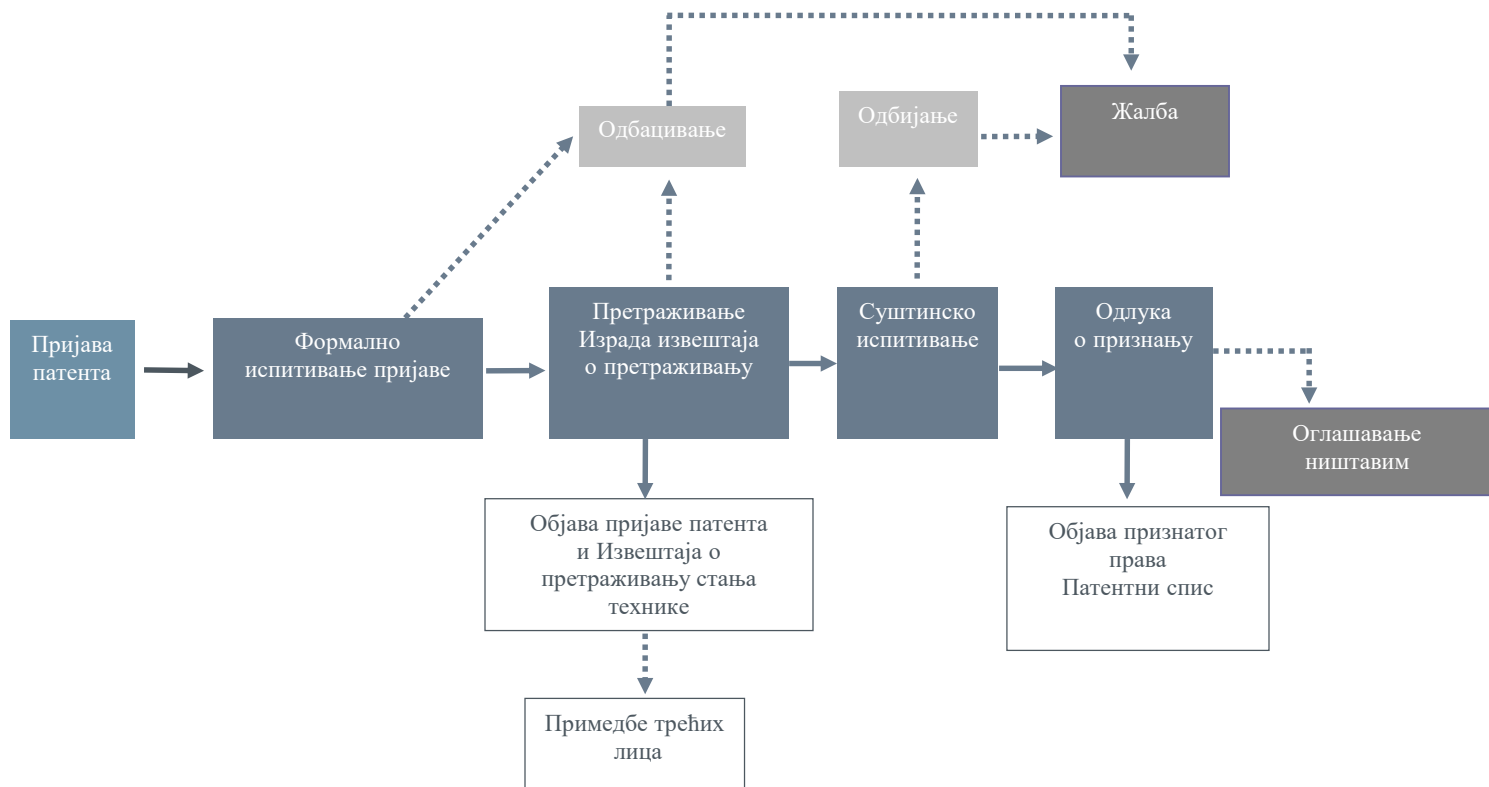 Одбацивање
Одбијање
Жалба
Пријава
патента
Формално
испитивање пријаве
Претраживање
Израда извештаја
о претраживању
Суштинско
испитивање
Одлука
о признању
Оглашавање
ништавим
Објава пријаве патента
и Извештаја о
претраживању стања
технике
Објава признатог
права
Патентни спис
Примедбе трећих
лица